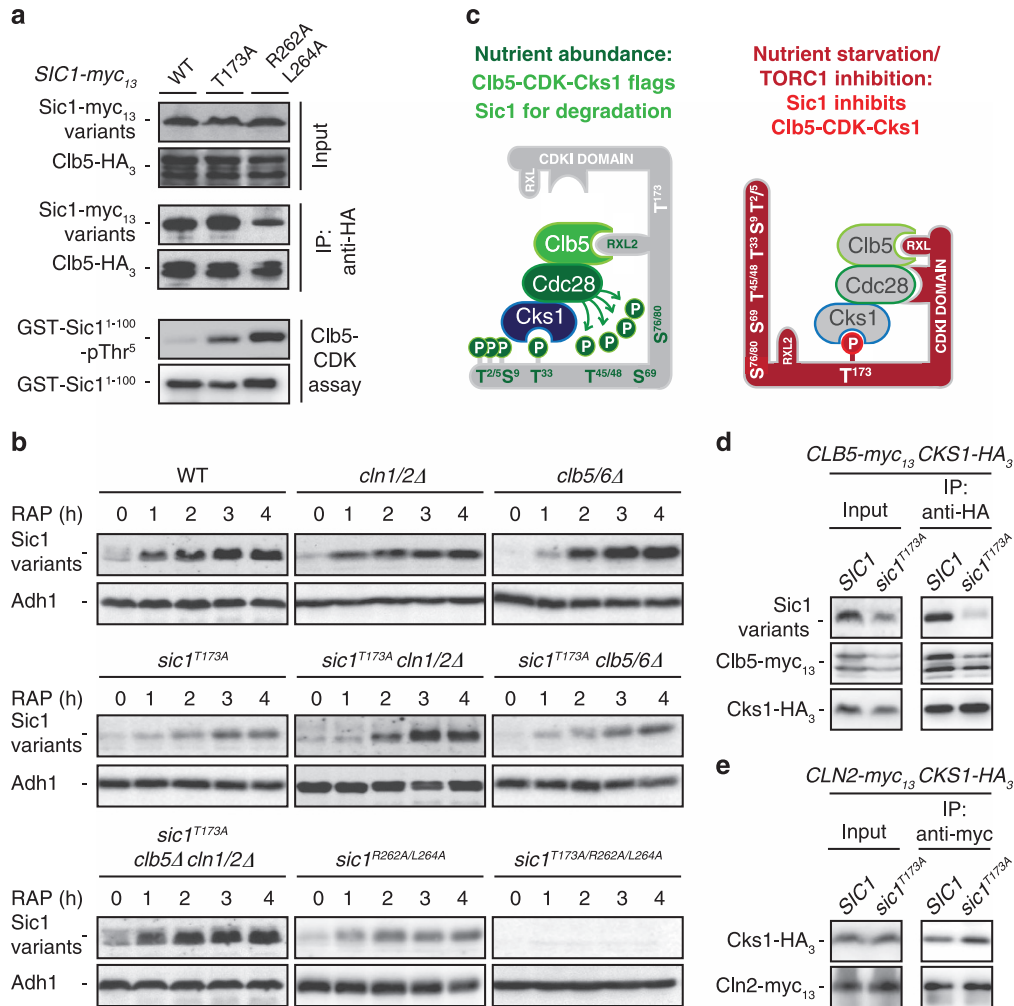 a
SIC1-myc13
WT
T173A
R262A
L264A
Sic1-myc13
variants
Clb5-HA3
Input
Sic1-myc13
variants
Clb5-HA3
IP:
anti-HA
GST-Sic1¹⁻¹⁰⁰
-pThr⁵
GST-Sic1¹⁻¹⁰⁰
Clb5-
CDK
assay
c
Nutrient abundance:
Clb5-CDK-Cks1 flags
Sic1 for degradation
CDKI DOMAIN
RXL
T¹⁷³
Clb5
RXL2
Cdc28
Cks1
P P P P P P P P
S⁷⁶/⁸⁰
T²/⁵ S⁹ T³³ T⁴⁵/⁴⁸ S⁶⁹
Nutrient starvation/
TORC1 inhibition:
Sic1 inhibits
Clb5-CDK-Cks1
S⁷⁶/⁸⁰ S⁶⁹ T⁴⁵/⁴⁸ T³³ S⁹ T²/⁵
Clb5
RXL
Cdc28
CDKI DOMAIN
Cks1
RXL2
P
T¹⁷³
b
WT cln1/2Δ clb5/6Δ
RAP (h) 0 1 2 3 4 0 1 2 3 4 0 1 2 3 4
Sic1
variants
Adh1
sic1ᵀ¹⁷³ᴬ sic1ᵀ¹⁷³ᴬ cln1/2Δ sic1ᵀ¹⁷³ᴬ clb5/6Δ
RAP (h) 0 1 2 3 4 0 1 2 3 4 0 1 2 3 4
Sic1
variants
Adh1
sic1ᵀ¹⁷³ᴬ
clb5Δ cln1/2Δ sic1ᴿ²⁶²ᴬ/ᴸ²⁶⁴ᴬ sic1ᵀ¹⁷³ᴬ/ᴿ²⁶²ᴬ/ᴸ²⁶⁴ᴬ
RAP (h) 0 1 2 3 4 0 1 2 3 4 0 1 2 3 4
Sic1
variants
Adh1
d
CLB5-myc13 CKS1-HA3
Input
IP:
anti-HA
SIC1 sic1ᵀ¹⁷³ᴬ SIC1 sic1ᵀ¹⁷³ᴬ
Sic1
variants
Clb5-myc13
Cks1-HA3
e
CLN2-myc13 CKS1-HA3
Input
IP:
anti-myc
SIC1 sic1ᵀ¹⁷³ᴬ SIC1 sic1ᵀ¹⁷³ᴬ
Cks1-HA3
Cln2-myc13